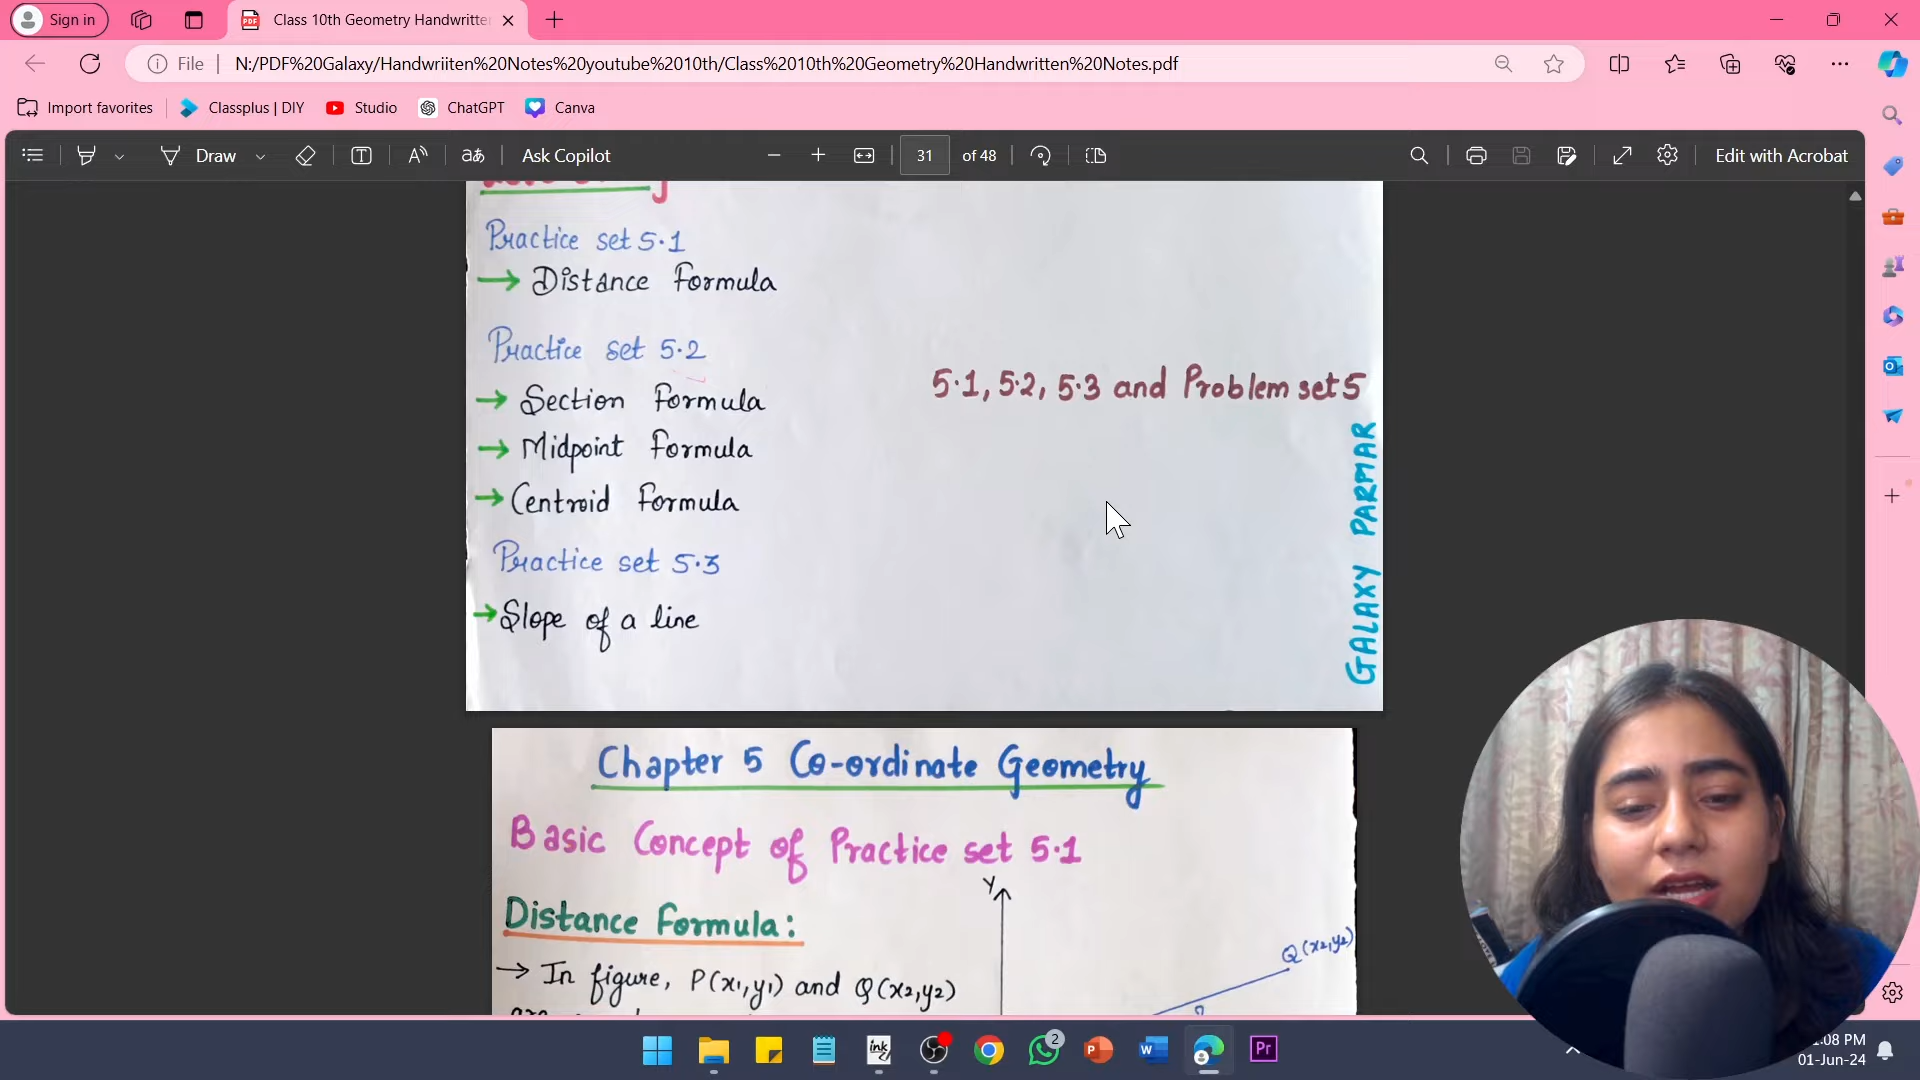 Sign in
Class 10th Geometry Handwritte
File
N:/PDF%20Galaxy/Handwriiten%20Notes%20youtube%2010th/Class%2010th%20Geometry%20Handwritten%20Notes.pdf
Import favorites
Classplus | DIY
Studio
ChatGPT
Canva
Draw
Ask Copilot
31
of 48
Edit with Acrobat
Practice set 5.1
→ Distance Formula
Practice set 5.2
→ Section Formula
→ Midpoint Formula
→ Centroid Formula
Practice set 5.3
→ Slope of a line
5.1, 5.2, 5.3 and Problem set 5
GALAXY PARMAR
Chapter 5 Co-ordinate Geometry
Basic Concept of Practice set 5.1
Distance Formula:
→ In figure, P(x1,y1) and Q(x2,y2)
Y
Q(x2,y2)
ink
2
P
W
Pr
:08 PM
01-Jun-24